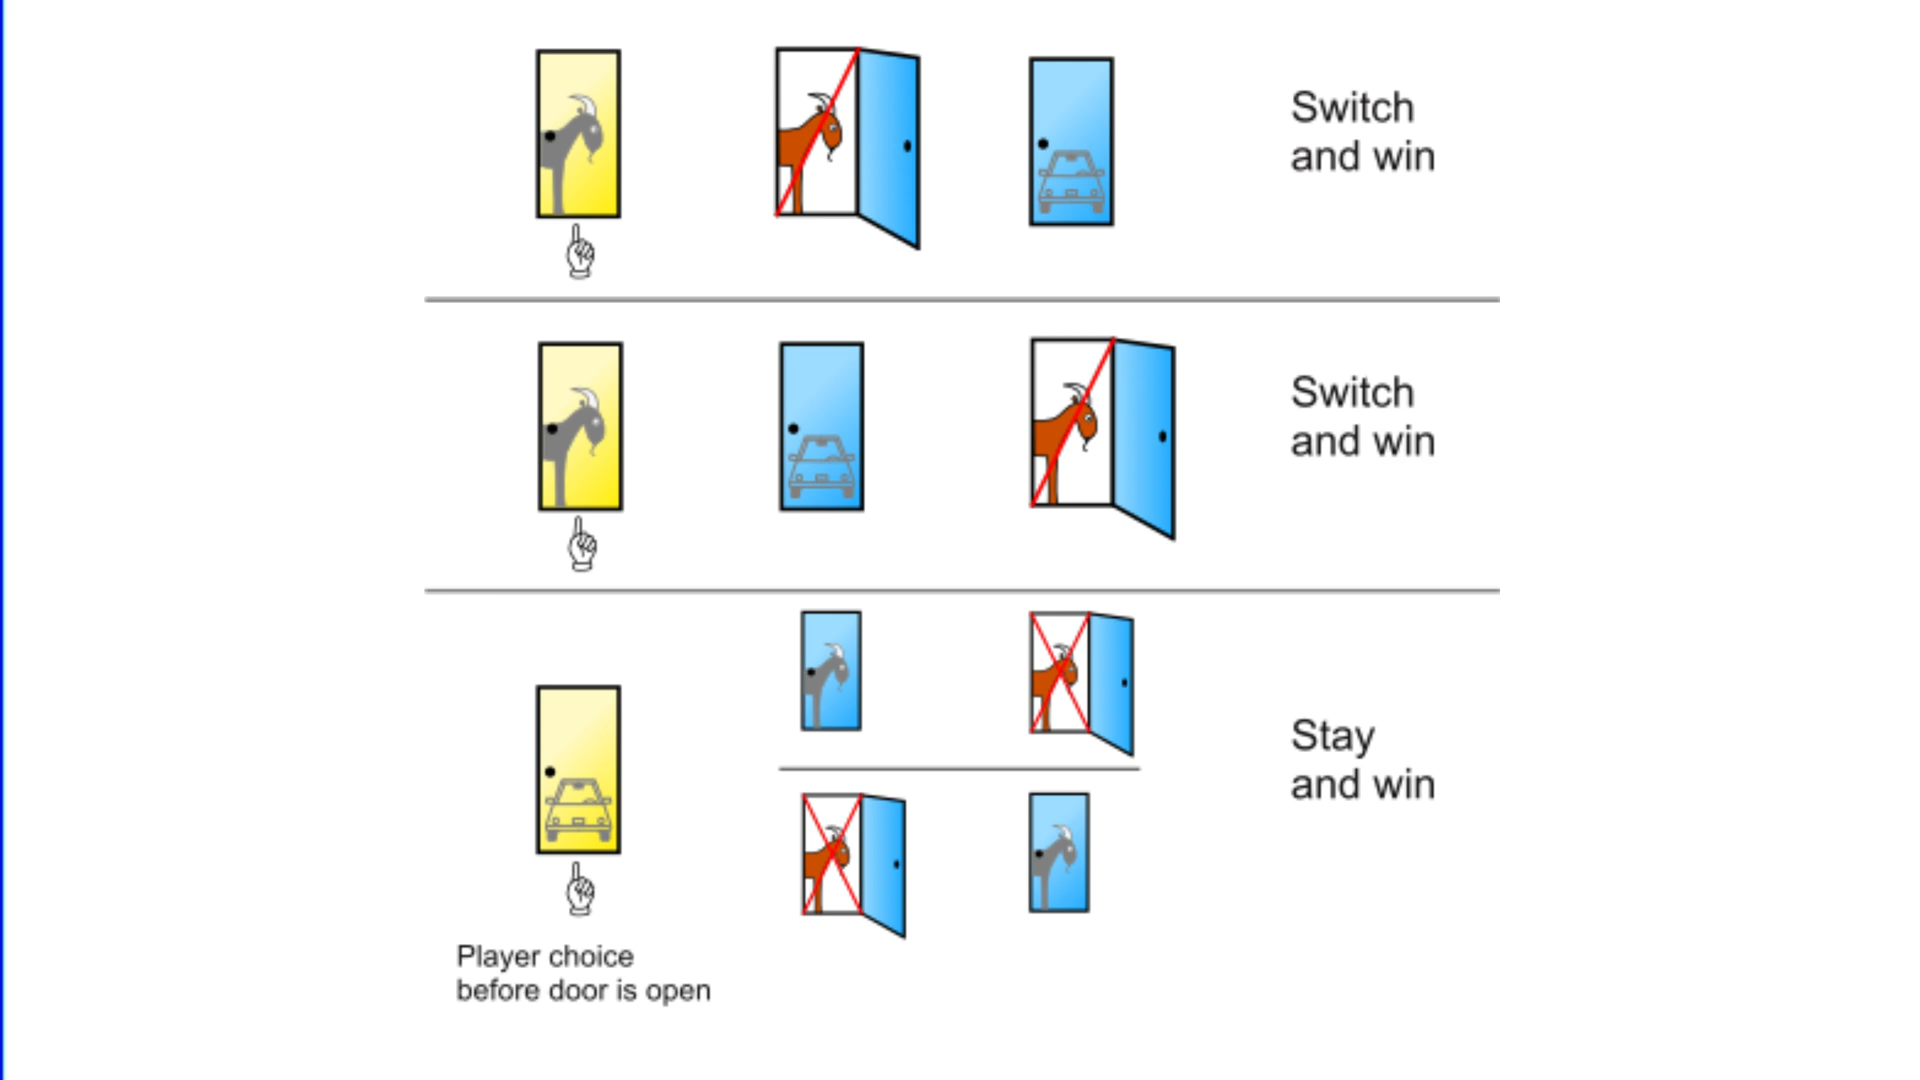 Switch
and win
Switch
and win
Stay
and win
Player choice
before door is open